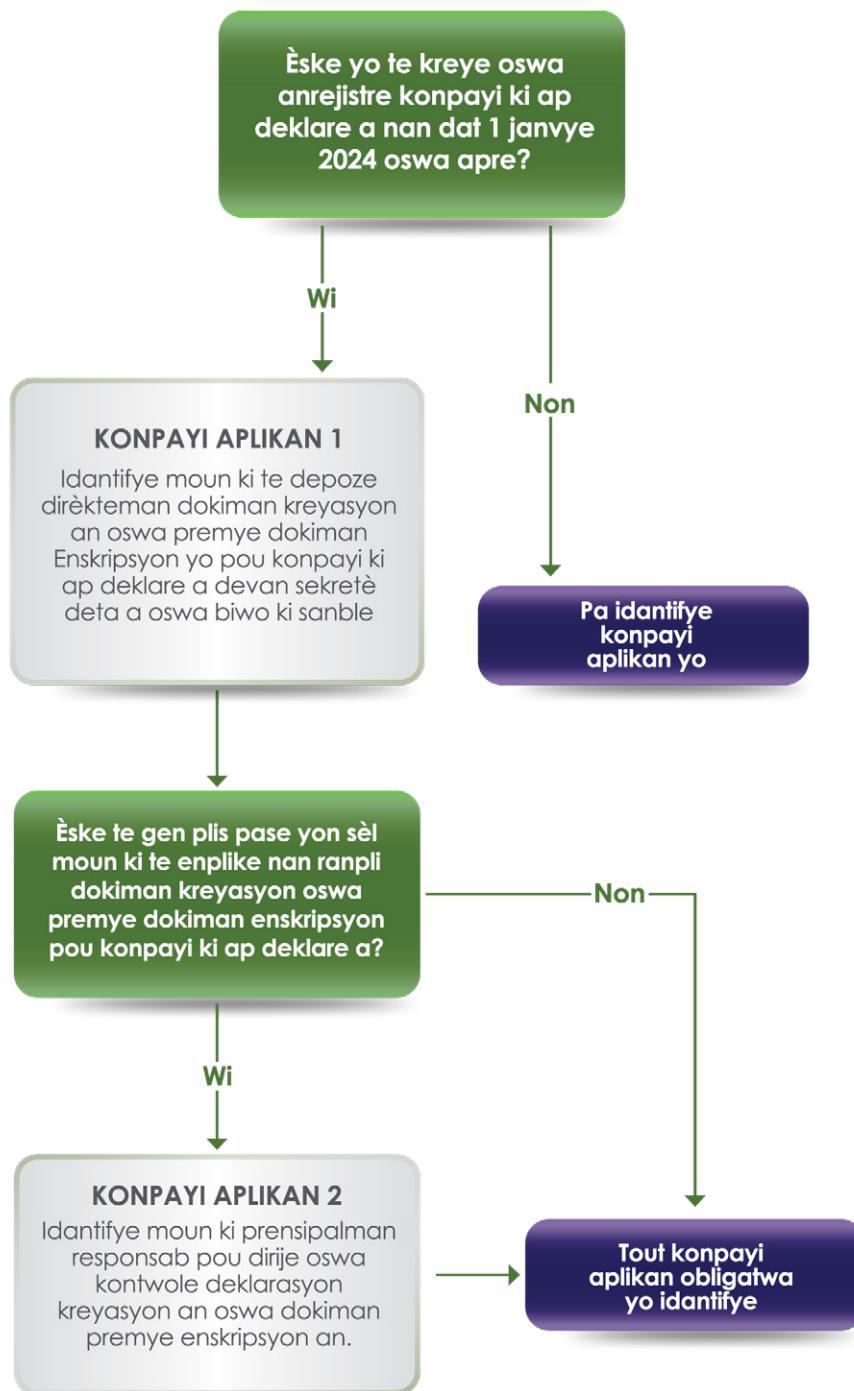 Èske yo te kreye oswa
anrejistre konpayi ki ap
deklare a nan dat 1 janvye
2024 oswa apre?
Wi
Non
KONPAYI APLIKAN 1
Idantifye moun ki te depoze
dirèkteman dokiman kreyasyon
an oswa premye dokiman
Enskripsyon yo pou konpayi ki
ap deklare a devan sekretè
deta a oswa biwo ki sanble
Pa idantifye
konpayi
aplikan yo
Èske te gen plis pase yon sèl
moun ki te enplike nan ranpli
dokiman kreyasyon oswa
premye dokiman enskripsyon
pou konpayi ki ap deklare a?
Non
Wi
KONPAYI APLIKAN 2
Idantifye moun ki prensipalman
responsab pou dirije oswa
kontwole deklarasyon
kreyasyon an oswa dokiman
premye enskripsyon an.
Tout konpayi
aplikan obligatwa
yo idantifye